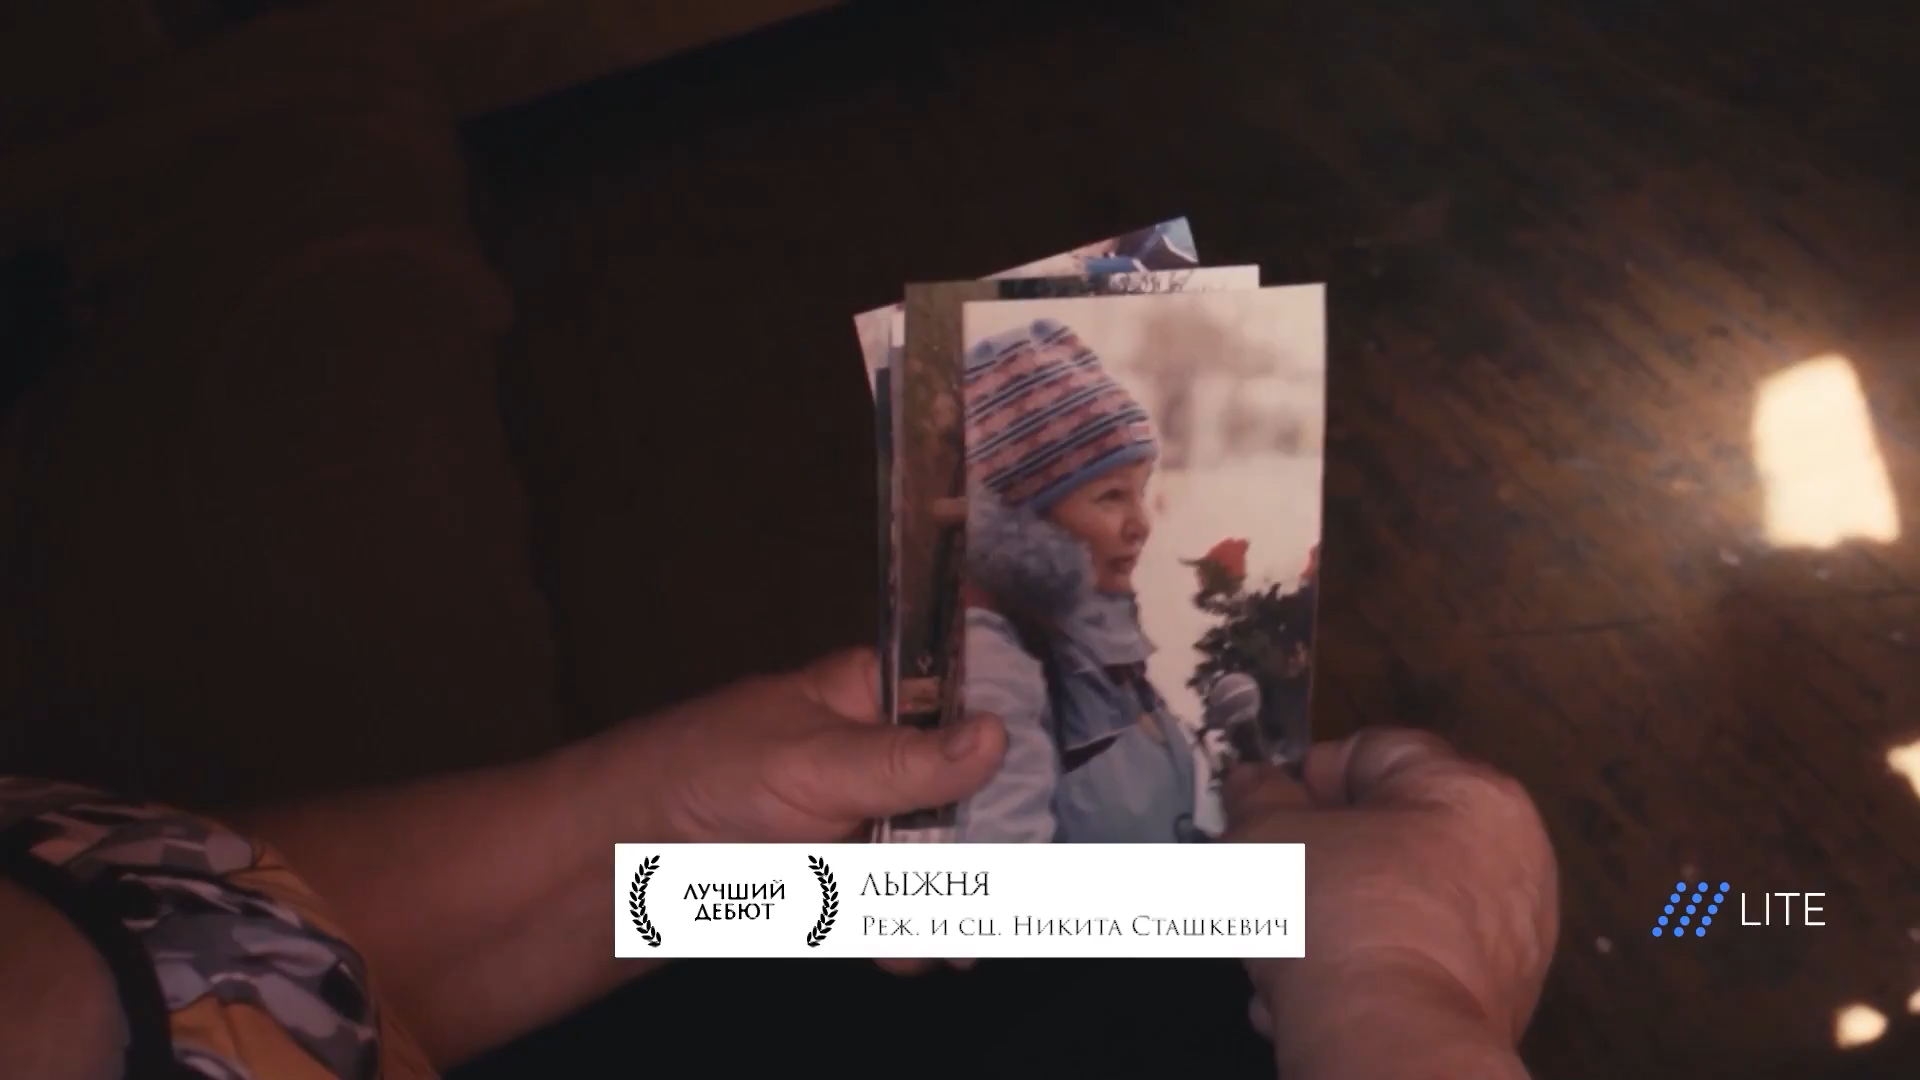 ЛУЧШИЙ
ДЕБЮТ
ЛЫЖНЯ
Реж. и сц. Никита Сташкевич
LITE